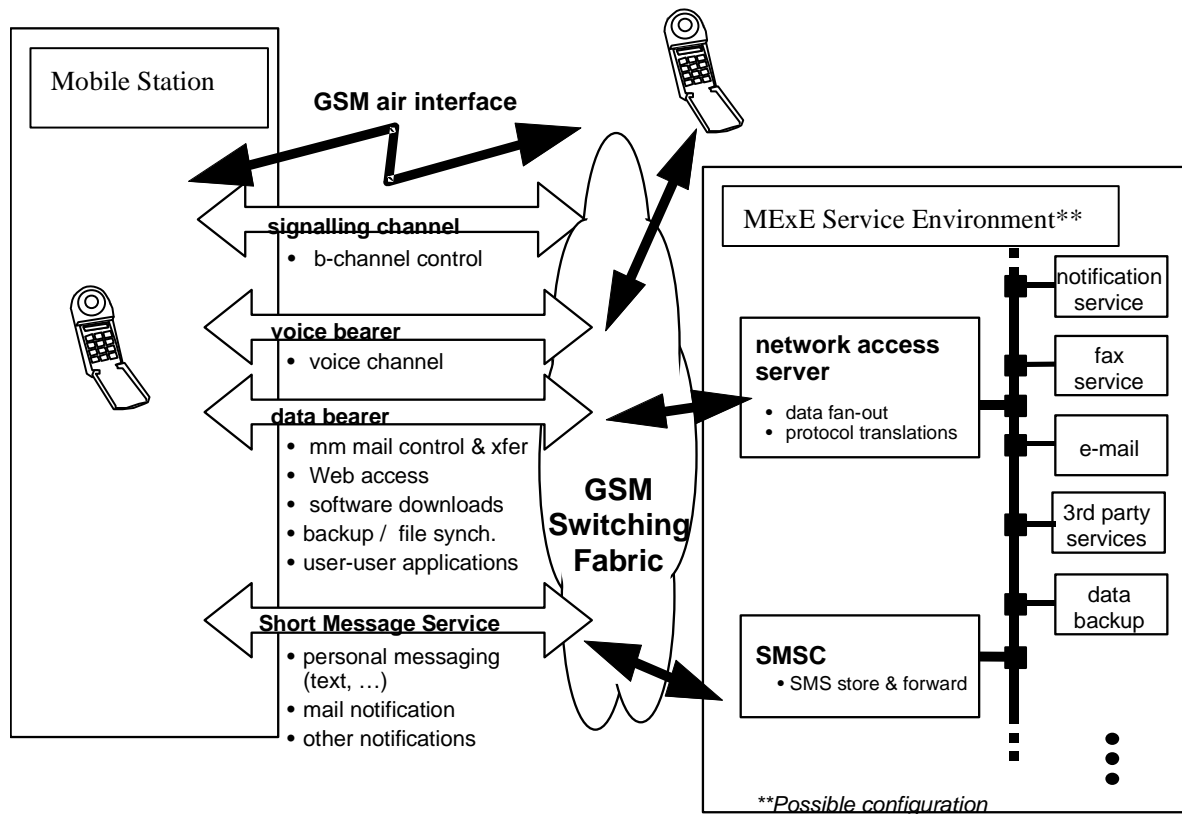 Mobile Station
GSM air interface
signalling channel
• b-channel control
voice bearer
• voice channel
data bearer
• mm mail control & xfer
• Web access
• software downloads
• backup / file synch.
• user-user applications
Short Message Service
• personal messaging
(text, …)
• mail notification
• other notifications
GSM
Switching
Fabric
MExE Service Environment**
network access
server
• data fan-out
• protocol translations
SMSC
• SMS store & forward
notification
service
fax
service
e-mail
3rd party
services
data
backup
**Possible configuration